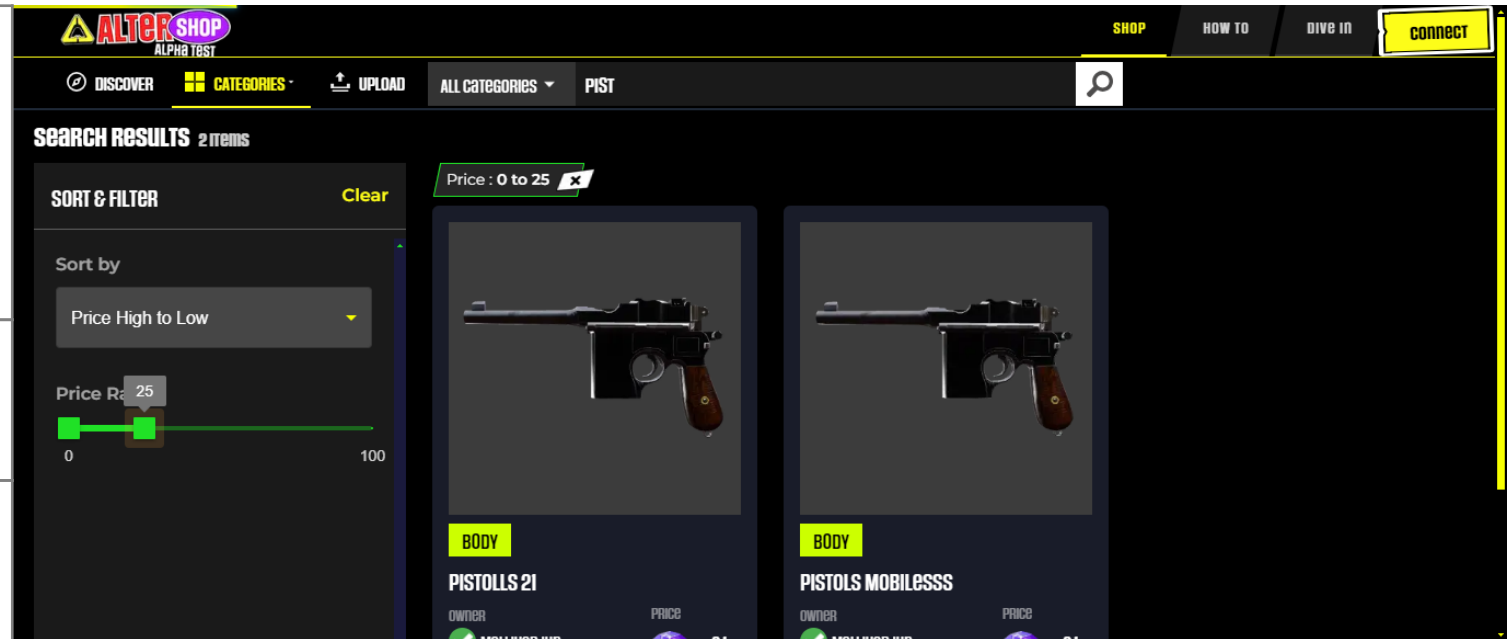 ALTER SHOP
ALPHA TEST
SHOP
HOW TO
DIVE IN
CONNECT
DISCOVER
CATEGORIES
UPLOAD
ALL CATEGORIES
PIST
SEARCH RESULTS 2 ITEMS
SORT & FILTER
Clear
Price : 0 to 25
Sort by
Price High to Low
Price
25
0
100
BODY
PISTOLLS 21
OWNER
PRICE
BODY
PISTOLS MOBILESSS
OWNER
PRICE